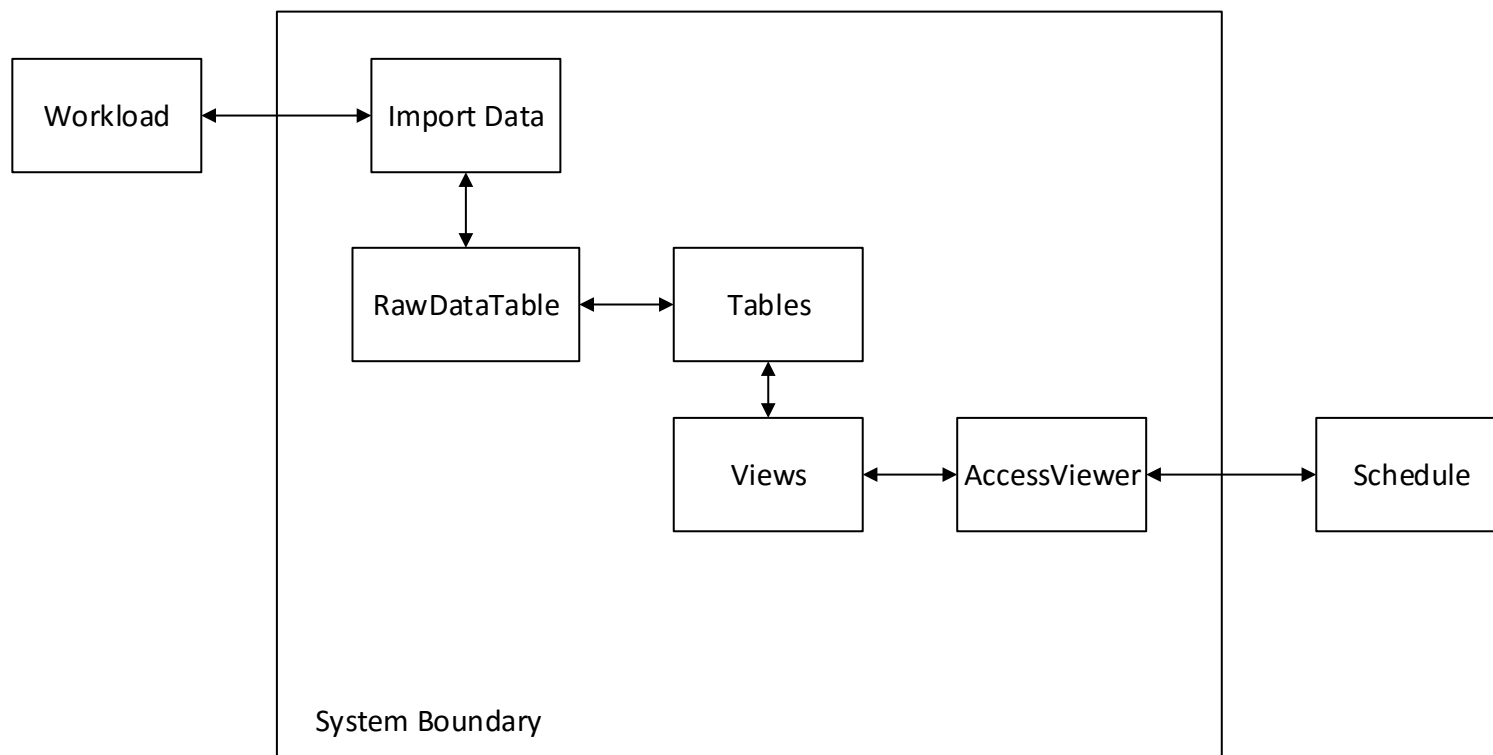 Workload
Import Data
RawDataTable
Tables
Views
AccessViewer
Schedule
System Boundary